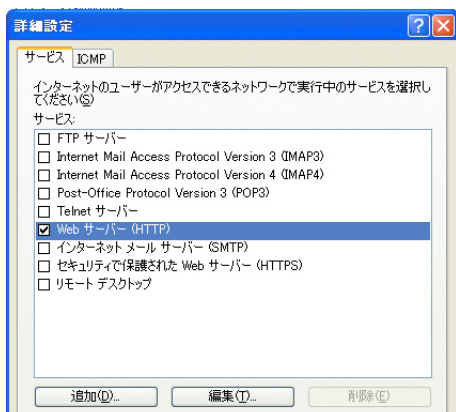 詳細設定
サービス ICMP
インターネットのユーザーがアクセスできるネットワークで実行中のサービスを選択し
てください(S)
サービス:
FTP サーバー
Internet Mail Access Protocol Version 3 (IMAP3)
Internet Mail Access Protocol Version 4 (IMAP4)
Post-Office Protocol Version 3 (POP3)
Telnet サーバー
Web サーバー (HTTP)
インターネット メール サーバー (SMTP)
セキュリティで保護された Web サーバー (HTTPS)
リモート デスクトップ
追加(D)... 編集(T)... 削除(E)